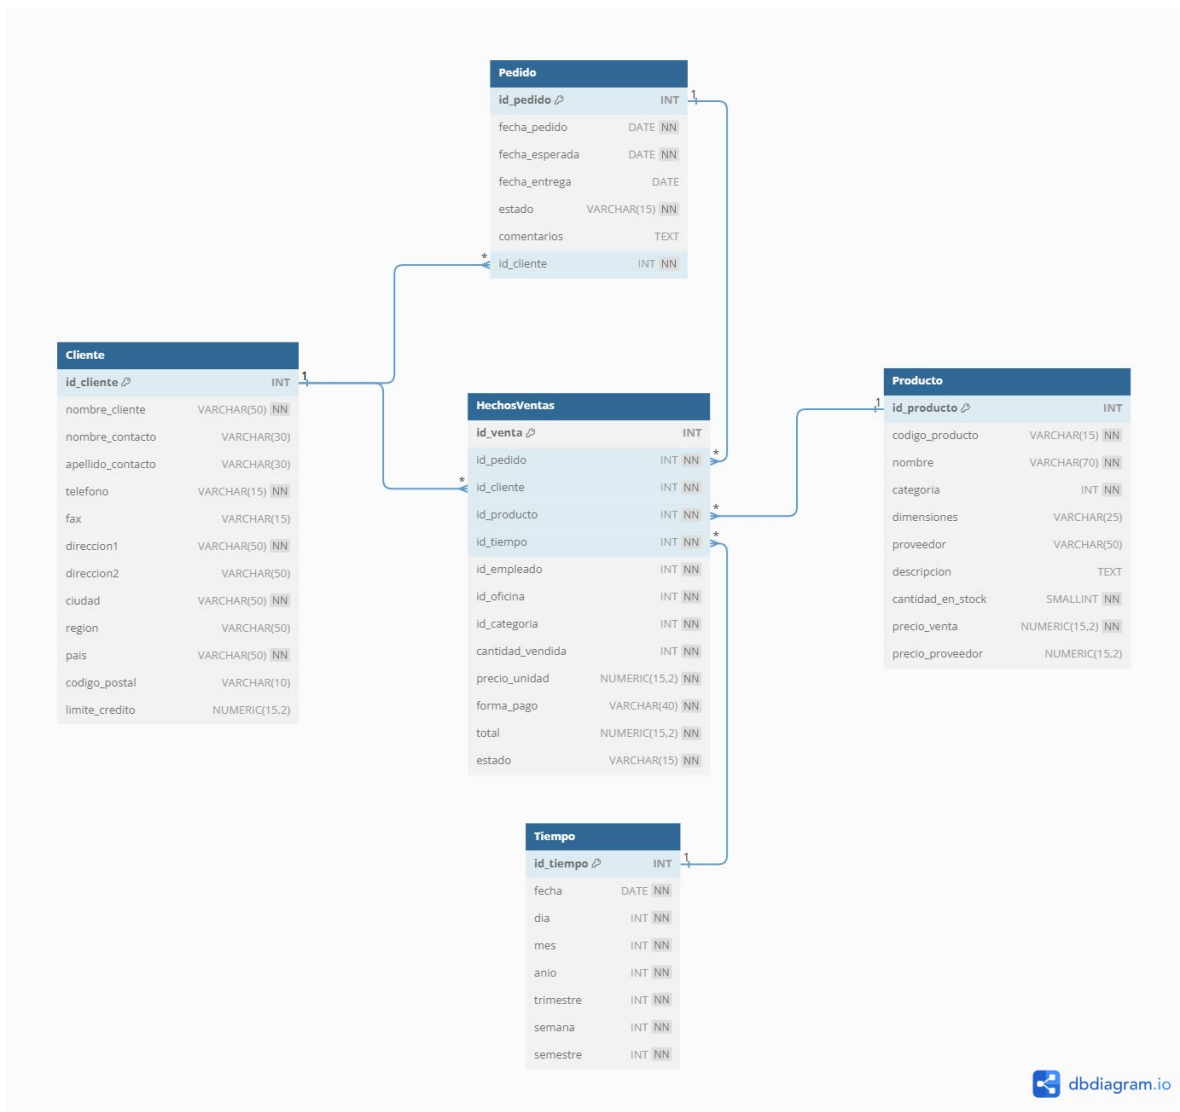 Pedido
id_pedido INT
fecha_pedido DATE NN
fecha_esperada DATE NN
fecha_entrega DATE
estado VARCHAR(15) NN
comentarios TEXT
id_cliente INT NN
1
*
Cliente
id_cliente INT
nombre_cliente VARCHAR(50) NN
nombre_contacto VARCHAR(30)
apellido_contacto VARCHAR(30)
telefono VARCHAR(15) NN
fax VARCHAR(15)
direccion1 VARCHAR(50) NN
direccion2 VARCHAR(50)
ciudad VARCHAR(50) NN
region VARCHAR(50)
pais VARCHAR(50) NN
codigo_postal VARCHAR(10)
limite_credito NUMERIC(15,2)
1
HechosVentas
id_venta INT
id_pedido INT NN
id_cliente INT NN
id_producto INT NN
id_tiempo INT NN
id_empleado INT NN
id_oficina INT NN
id_categoria INT NN
cantidad_vendida INT NN
precio_unidad NUMERIC(15,2) NN
forma_pago VARCHAR(40) NN
total NUMERIC(15,2) NN
estado VARCHAR(15) NN
*
*
*
*
Producto
1
id_producto INT
codigo_producto VARCHAR(15) NN
nombre VARCHAR(70) NN
categoria INT NN
dimensiones VARCHAR(25)
proveedor VARCHAR(50)
descripcion TEXT
cantidad_en_stock SMALLINT NN
precio_venta NUMERIC(15,2) NN
precio_proveedor NUMERIC(15,2)
Tiempo
id_tiempo INT
1
fecha DATE NN
dia INT NN
mes INT NN
anio INT NN
trimestre INT NN
semana INT NN
semestre INT NN
dbdiagram.io